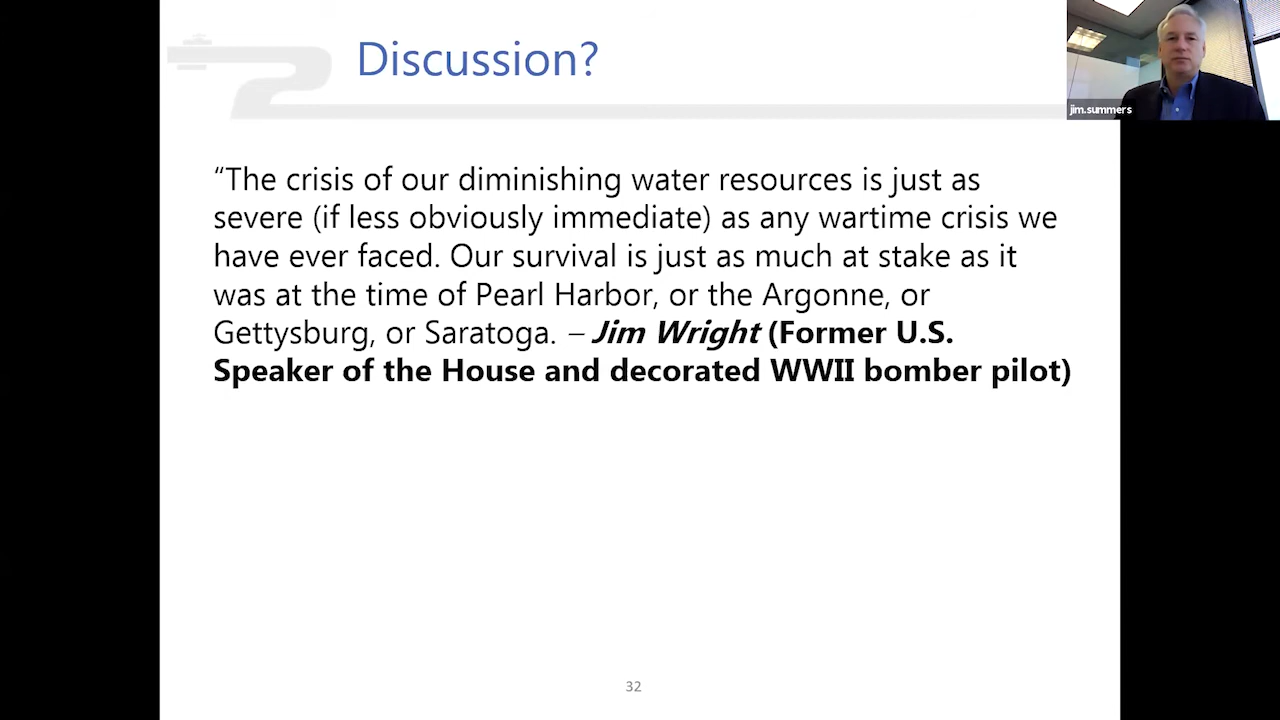 Discussion?
jim.summers
“The crisis of our diminishing water resources is just as
severe (if less obviously immediate) as any wartime crisis we
have ever faced. Our survival is just as much at stake as it
was at the time of Pearl Harbor, or the Argonne, or
Gettysburg, or Saratoga. – Jim Wright (Former U.S.
Speaker of the House and decorated WWII bomber pilot)
32